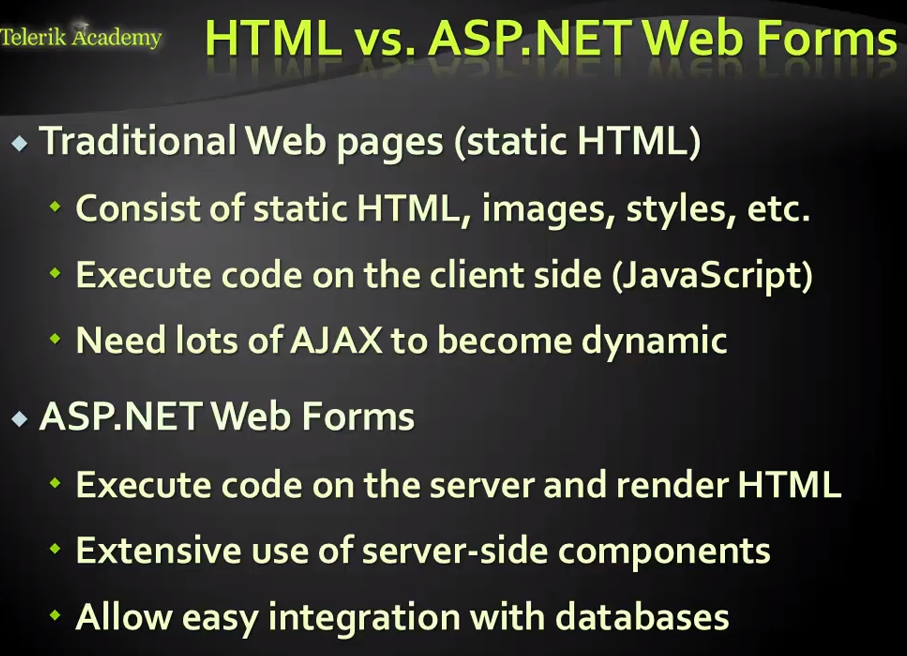 Telerik Academy
HTML vs. ASP.NET Web Forms
Traditional Web pages (static HTML)
Consist of static HTML, images, styles, etc.
Execute code on the client side (JavaScript)
Need lots of AJAX to become dynamic
ASP.NET Web Forms
Execute code on the server and render HTML
Extensive use of server-side components
Allow easy integration with databases